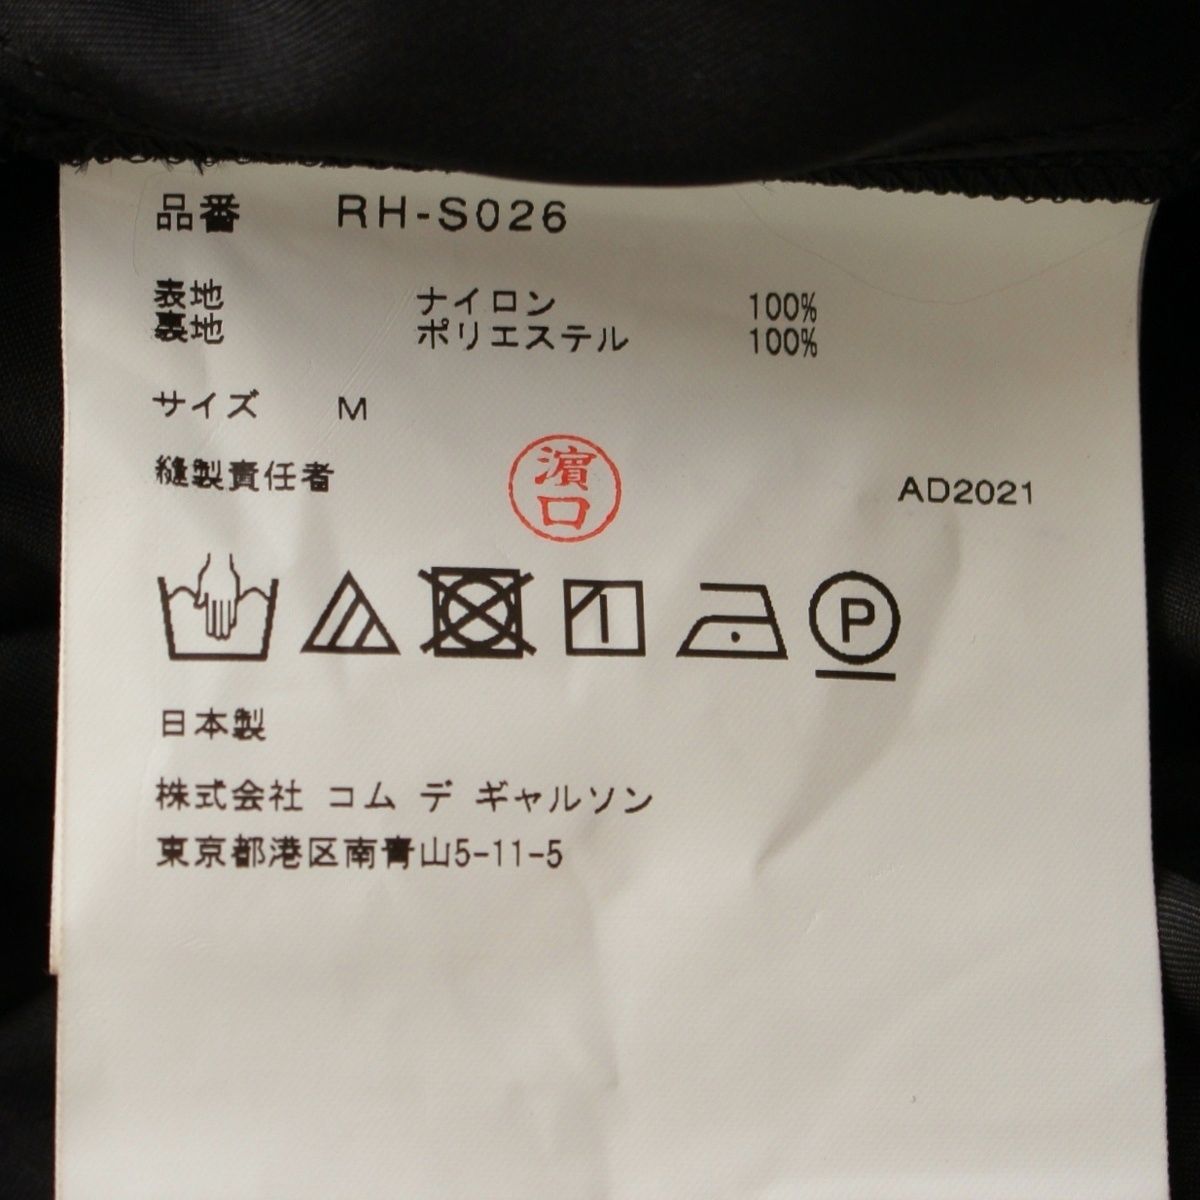 品番 RH-S026
表地 ナイロン 100%
裏地 ポリエステル 100%
サイズ M
縫製責任者 濱口 AD2021
P
日本製
株式会社 コム デ ギャルソン
東京都港区南青山5-11-5